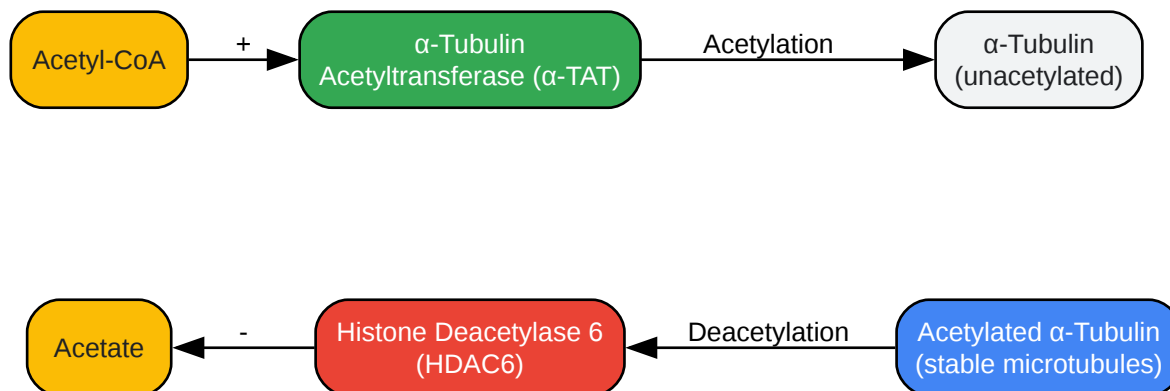 Acetyl-CoA
+
α-Tubulin
Acetyltransferase (α-TAT)
Acetylation
α-Tubulin
(unacetylated)
Acetate
-
Histone Deacetylase 6
(HDAC6)
Deacetylation
Acetylated α-Tubulin
(stable microtubules)